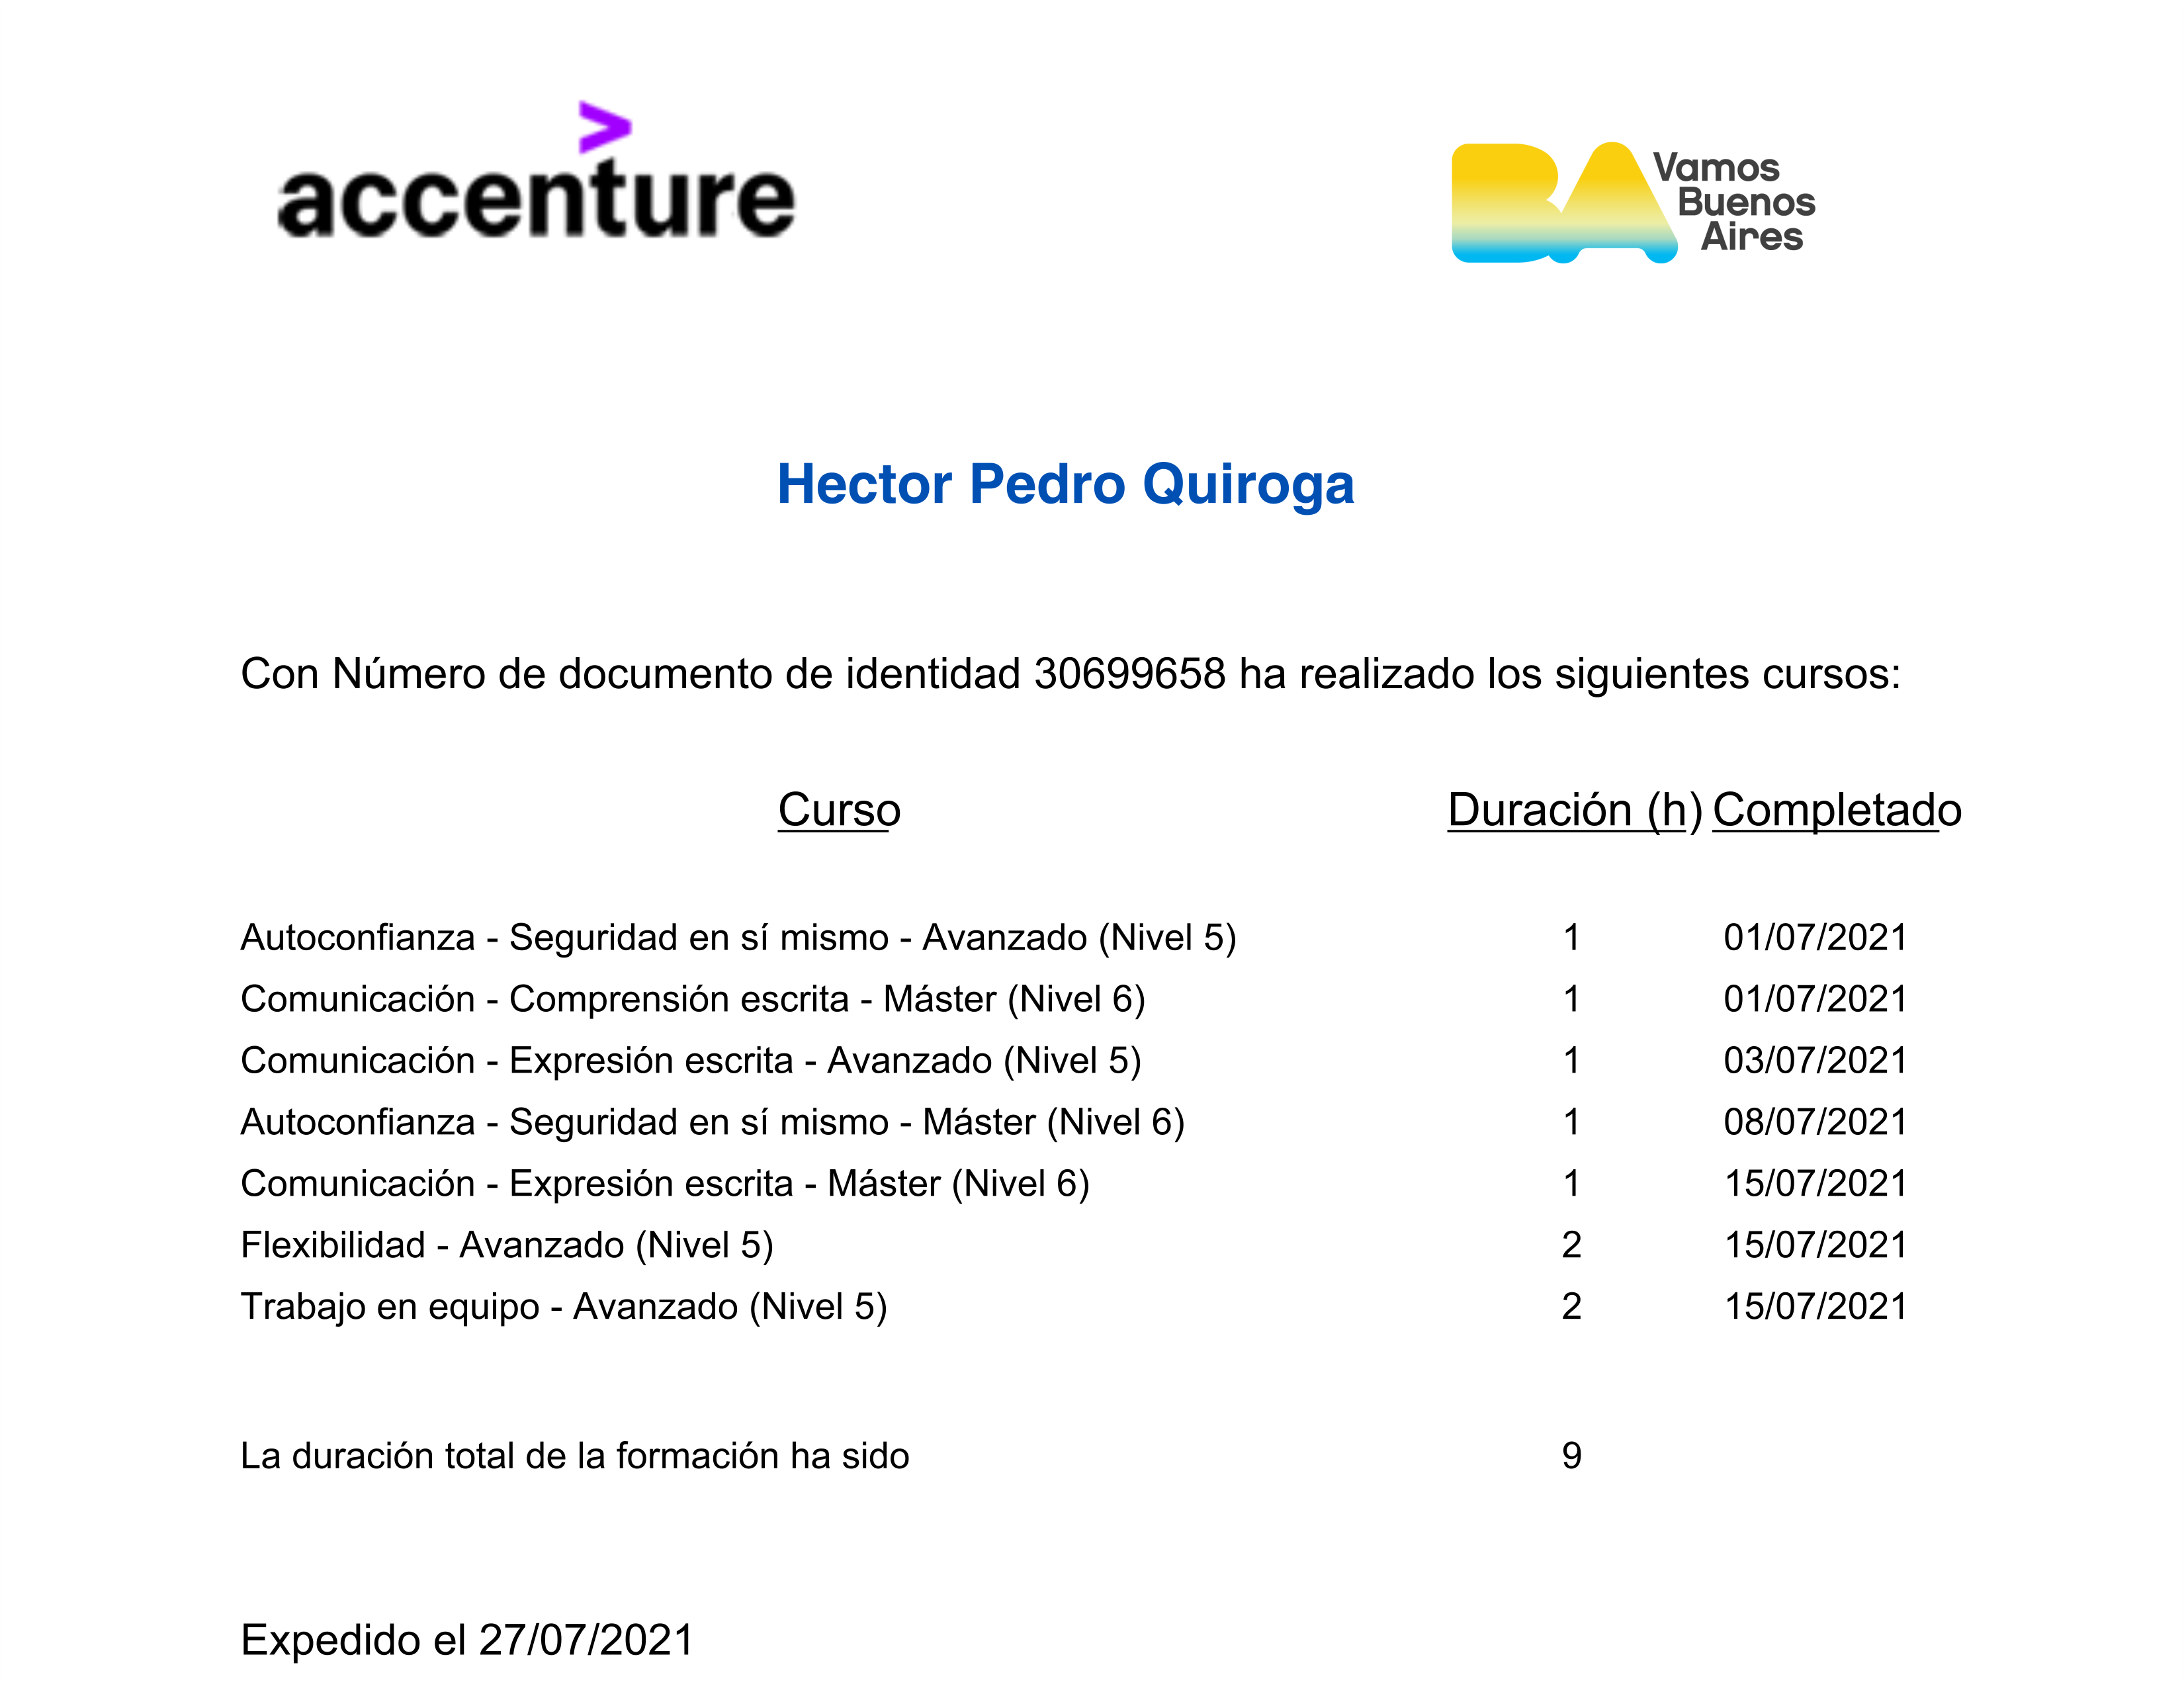 >
accenture
Vamos
Buenos
Aires
BA
Hector Pedro Quiroga
Con Número de documento de identidad 30699658 ha realizado los siguientes cursos:
Curso Duración (h) Completado
Autoconfianza - Seguridad en sí mismo - Avanzado (Nivel 5) 1 01/07/2021
Comunicación - Comprensión escrita - Máster (Nivel 6) 1 01/07/2021
Comunicación - Expresión escrita - Avanzado (Nivel 5) 1 03/07/2021
Autoconfianza - Seguridad en sí mismo - Máster (Nivel 6) 1 08/07/2021
Comunicación - Expresión escrita - Máster (Nivel 6) 1 15/07/2021
Flexibilidad - Avanzado (Nivel 5) 2 15/07/2021
Trabajo en equipo - Avanzado (Nivel 5) 2 15/07/2021
La duración total de la formación ha sido 9
Expedido el 27/07/2021